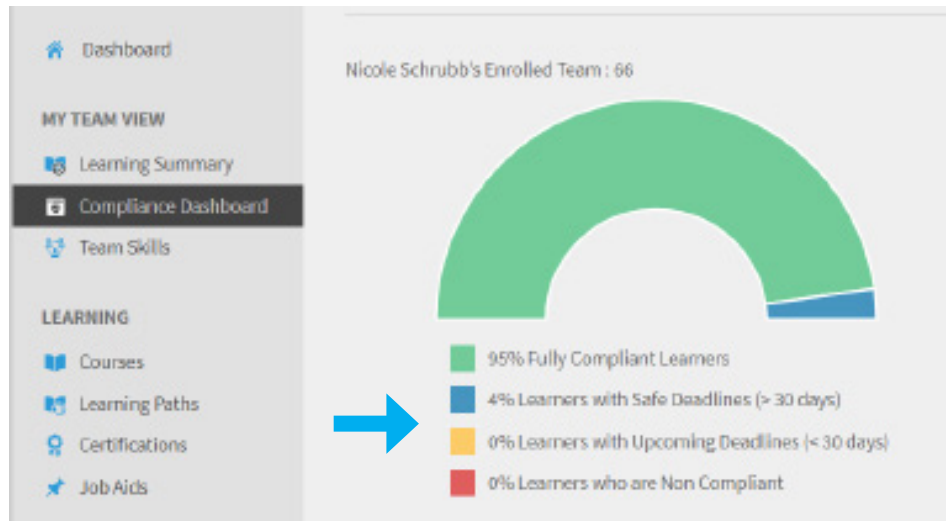 Dashboard
MY TEAM VIEW
Learning Summary
Compliance Dashboard
Team Skills
LEARNING
Courses
Learning Paths
Certifications
Job Aids
Nicole Schrubb's Enrolled Team : 66
95% Fully Compliant Learners
4% Learners with Safe Deadlines (> 30 days)
0% Learners with Upcoming Deadlines (< 30 days)
0% Learners who are Non Compliant